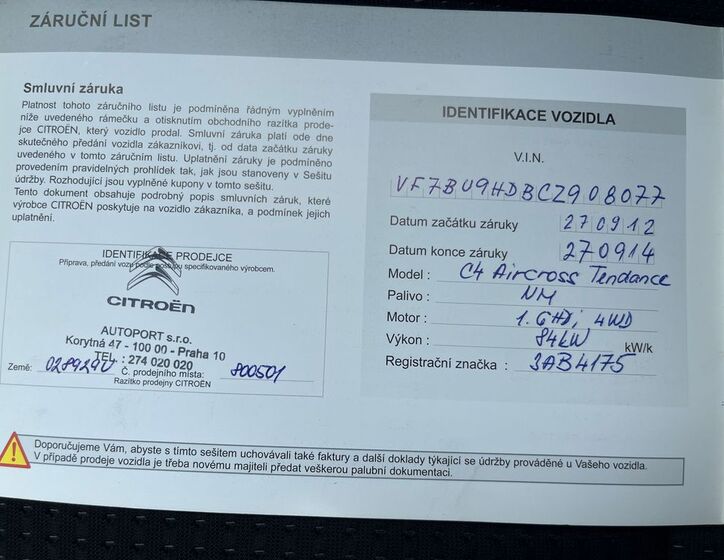 ZÁRUČNÍ LIST
Smluvní záruka
Platnost tohoto záručního listu je podmíněna řádným vyplněním
níže uvedeného rámečku a otisknutím obchodního razítka prode-
jce CITROËN, který vozidlo prodal. Smluvní záruka platí ode dne
skutečného předání vozidla zákazníkovi, tj. od data začátku záruky
uvedeného v tomto záručním listu. Uplatnění záruky je podmíněno
provedením pravidelných prohlídek tak, jak jsou stanoveny v Sešitu
údržby. Rozhodující jsou vyplněné kupony v tomto sešitu.
Tento dokument obsahuje podrobný popis smluvních záruk, které
výrobce CITROËN poskytuje na vozidlo zákazníka, a podmínek jejich
uplatnění.
IDENTIFIKACE PRODEJCE
Příprava, předání vozu podle postupu specifikovaného výrobcem.
CITROËN
AUTOPORT s.r.o.
Korytná 47 - 100 00 - Praha 10
TEL.: 274 020 020
Země: Č. prodejního místa: 800501
Razítko prodejny CITROËN
IDENTIFIKACE VOZIDLA
V.I.N.
VF7BU9HDBCZ908077
Datum začátku záruky 270912
Datum konce záruky 270914
Model : C4 Aircross Tendance
Palivo : NM
Motor : 1.6HDi 4WD
Výkon : 84kW kW/k
Registrační značka : 3AB4175
Doporučujeme Vám, abyste s tímto sešitem uchovávali také faktury a další doklady týkající se údržby prováděné u Vašeho vozidla.
V případě prodeje vozidla je třeba novému majiteli předat veškerou palubní dokumentaci.